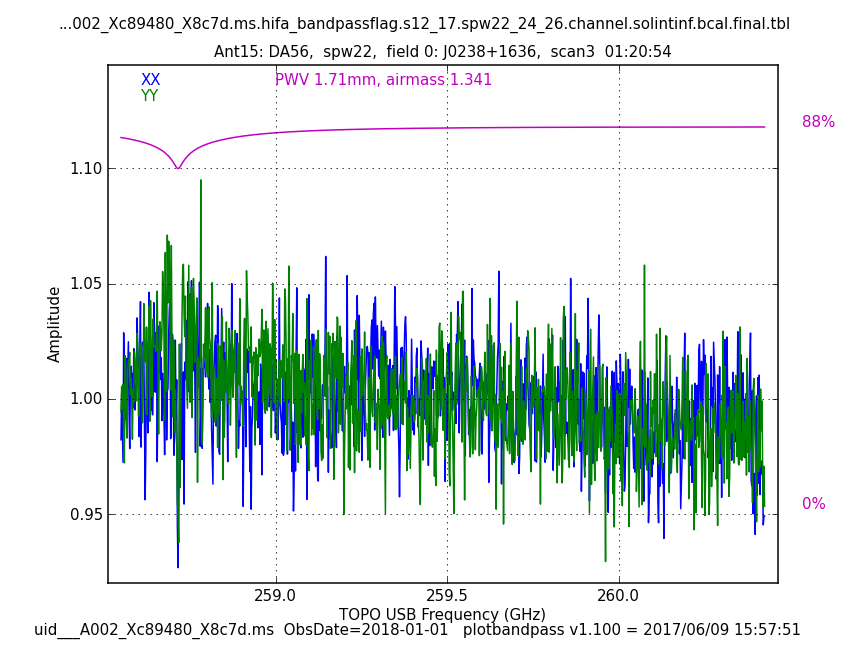 ...002_Xc89480_X8c7d.ms.hifa_bandpassflag.s12_17.spw22_24_26.channel.solintinf.bcal.final.tbl
Ant15: DA56, spw22, field 0: J0238+1636, scan3 01:20:54
XX PWV 1.71mm, airmass 1.341
YY
88%
1.10
1.05
Amplitude
1.00
0.95
0%
259.0 259.5 260.0
TOPO USB Frequency (GHz)
uid___A002_Xc89480_X8c7d.ms ObsDate=2018-01-01 plotbandpass v1.100 = 2017/06/09 15:57:51